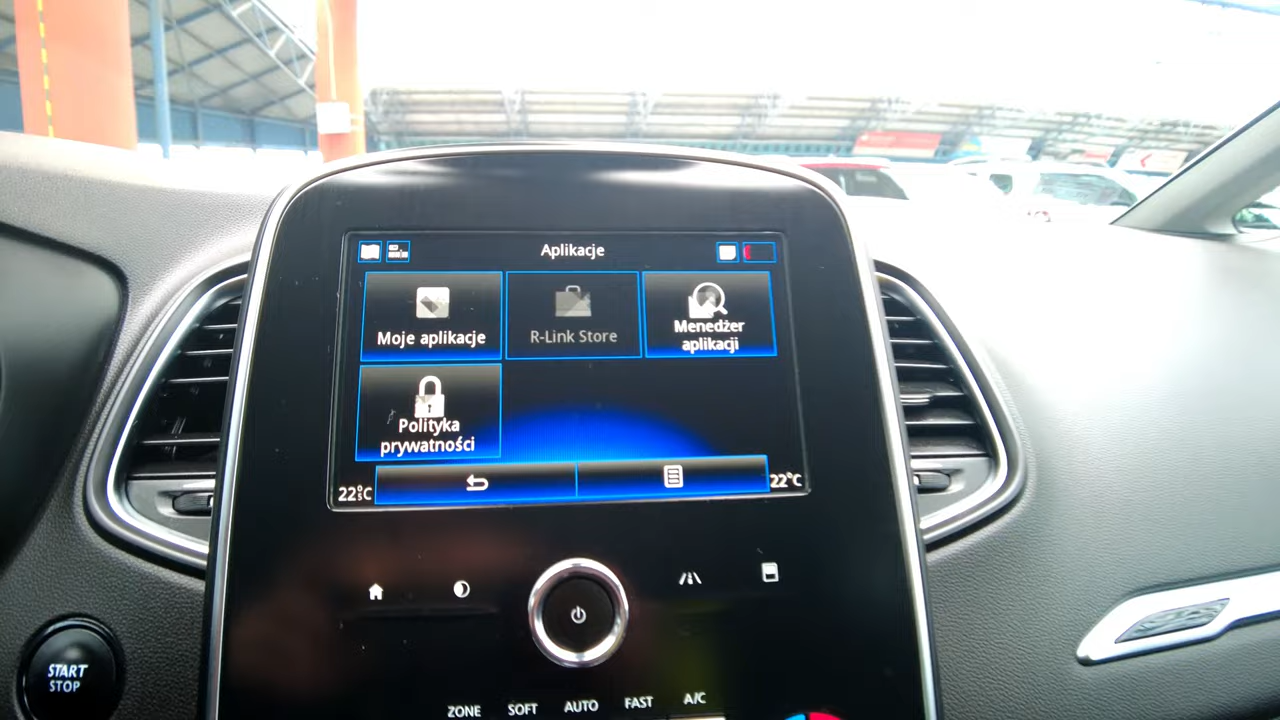 Aplikacje
Moje aplikacje
R-Link Store
Menedżer
aplikacji
Polityka
prywatności
22°C
22°C
START
STOP
ZONE
SOFT
AUTO
FAST
A/C